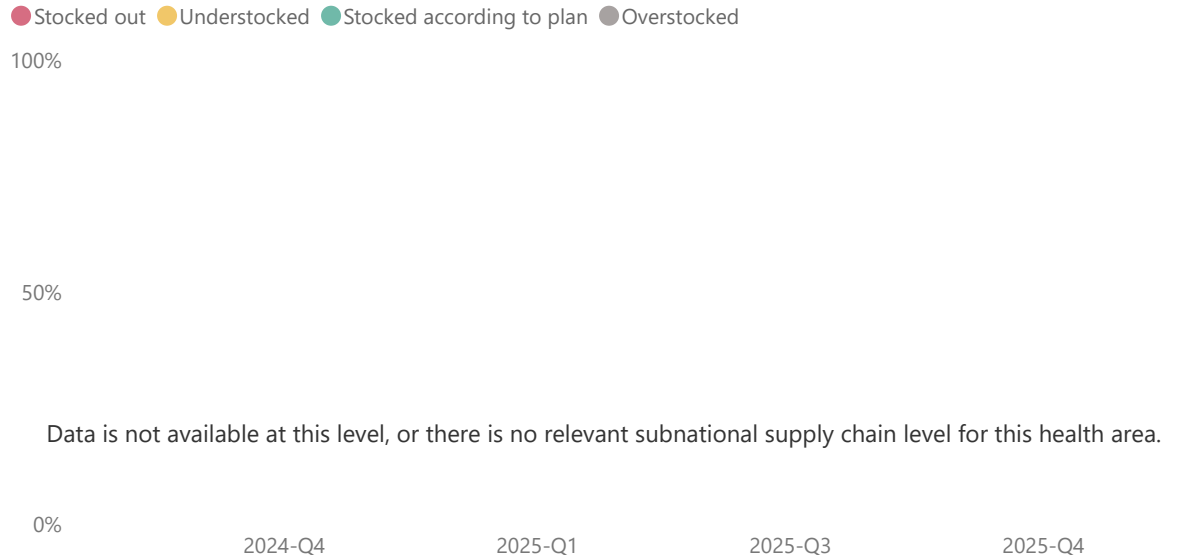 Stocked out Understocked Stocked according to plan Overstocked
100%
50%
Data is not available at this level, or there is no relevant subnational supply chain level for this health area.
0%
2024-Q4 2025-Q1 2025-Q3 2025-Q4